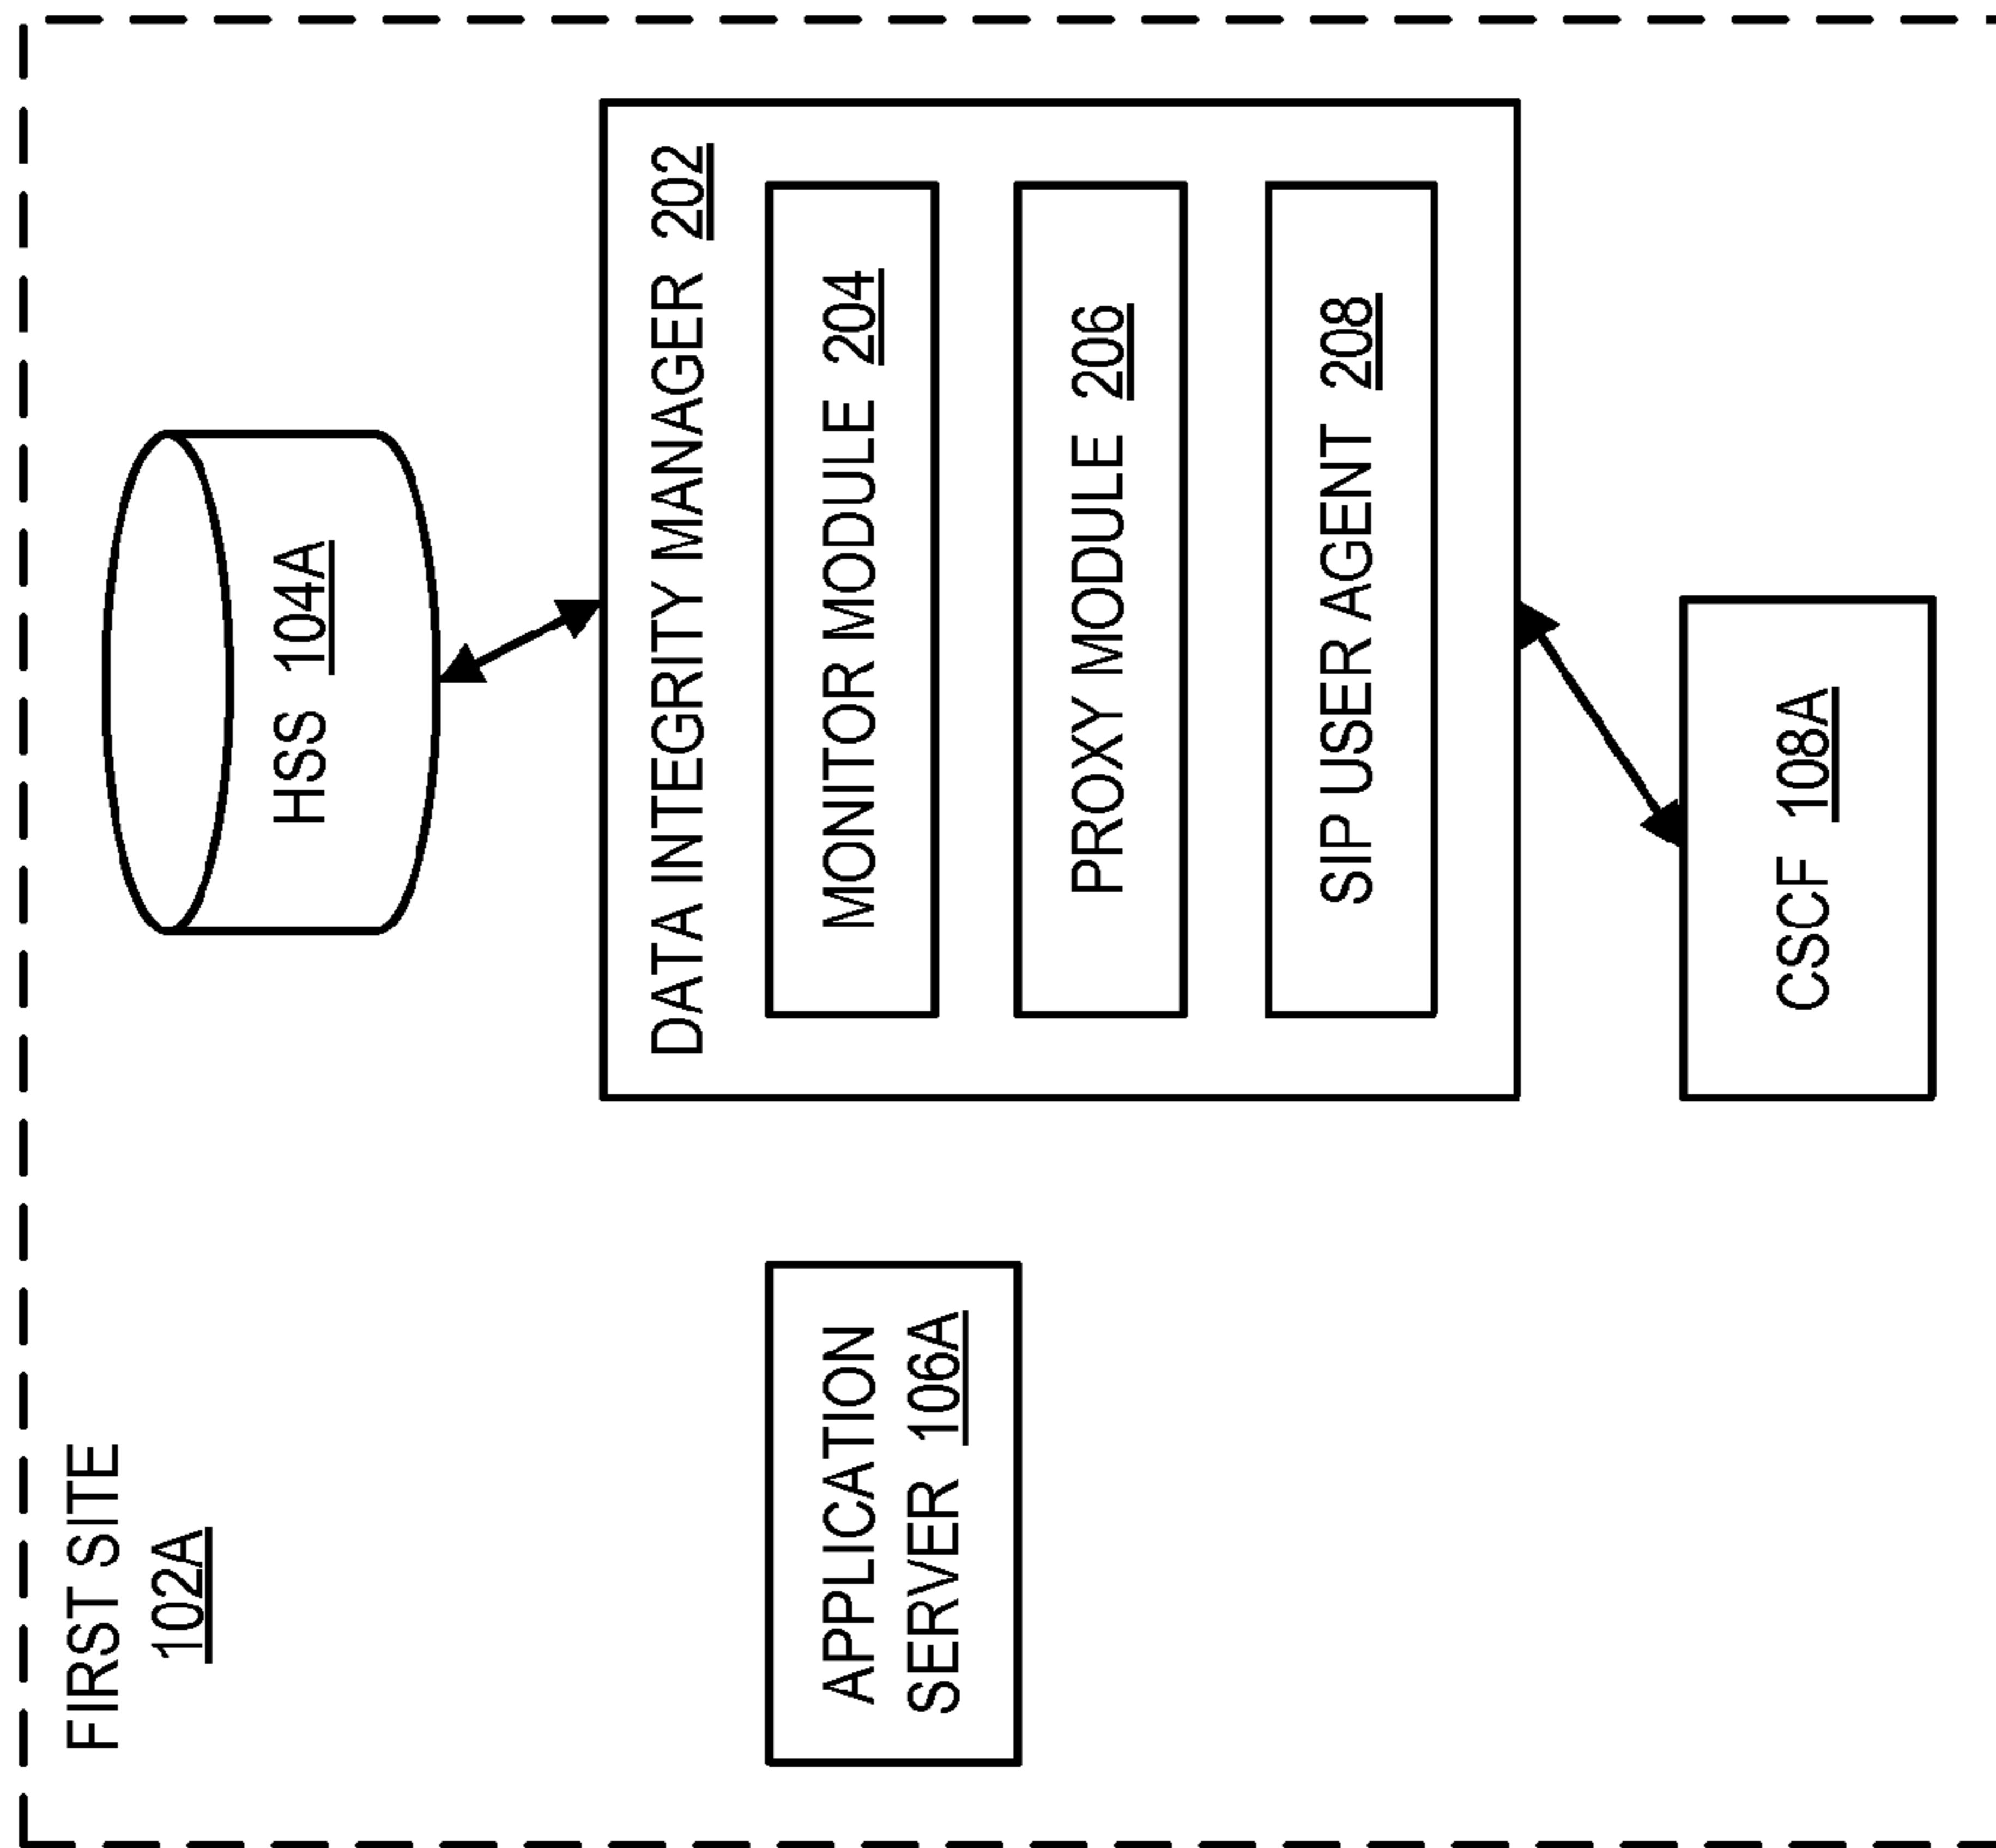 FIRST SITE
102A
HSS 104A
DATA INTEGRITY MANAGER 202
MONITOR MODULE 204
PROXY MODULE 206
SIP USER AGENT 208
APPLICATION
SERVER 106A
CSCF 108A